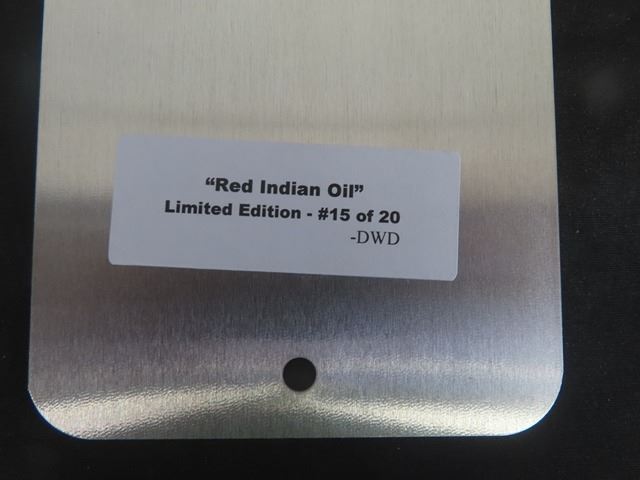 “Red Indian Oil”
Limited Edition - #15 of 20
-DWD